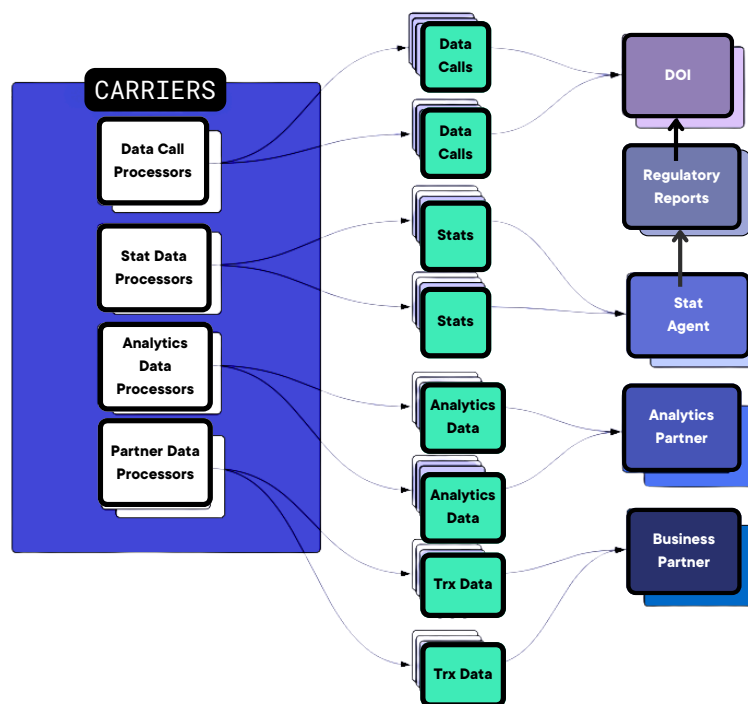 CARRIERS
Data Call
Processors
Stat Data
Processors
Analytics
Data
Processors
Partner Data
Processors
Data
Calls
Data
Calls
Stats
Stats
Analytics
Data
Analytics
Data
Trx Data
Trx Data
DOI
Regulatory
Reports
Stat
Agent
Analytics
Partner
Business
Partner